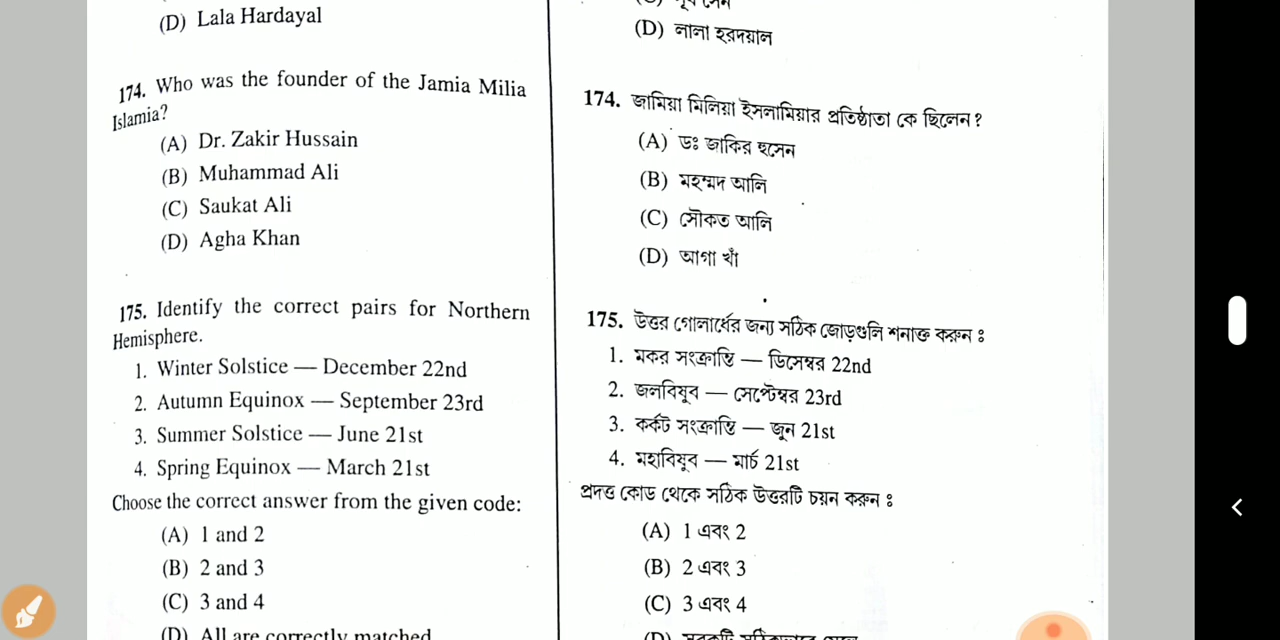 (D) Lala Hardayal
174. Who was the founder of the Jamia Milia
Islamia?
(A) Dr. Zakir Hussain
(B) Muhammad Ali
(C) Saukat Ali
(D) Agha Khan
175. Identify the correct pairs for Northern
Hemisphere.
1. Winter Solstice — December 22nd
2. Autumn Equinox — September 23rd
3. Summer Solstice — June 21st
4. Spring Equinox — March 21st
Choose the correct answer from the given code:
(A) 1 and 2
(B) 2 and 3
(C) 3 and 4
(D) All are correctly matched
(D) লালা হরদয়াল
174. জামিয়া মিলিয়া ইসলামিয়ার প্রতিষ্ঠাতা কে ছিলেন?
(A) ডঃ জাকির হুসেন
(B) মহম্মদ আলি
(C) সৌকত আলি
(D) আগা খাঁ
175. উত্তর গোলার্ধের জন্য সঠিক জোড়গুলি শনাক্ত করুন ঃ
1. মকর সংক্রান্তি — ডিসেম্বর 22nd
2. জলবিষুব — সেপ্টেম্বর 23rd
3. কর্কট সংক্রান্তি — জুন 21st
4. মহাবিষুব — মার্চ 21st
প্রদত্ত কোড থেকে সঠিক উত্তরটি চয়ন করুন ঃ
(A) 1 এবং 2
(B) 2 এবং 3
(C) 3 এবং 4
(D)